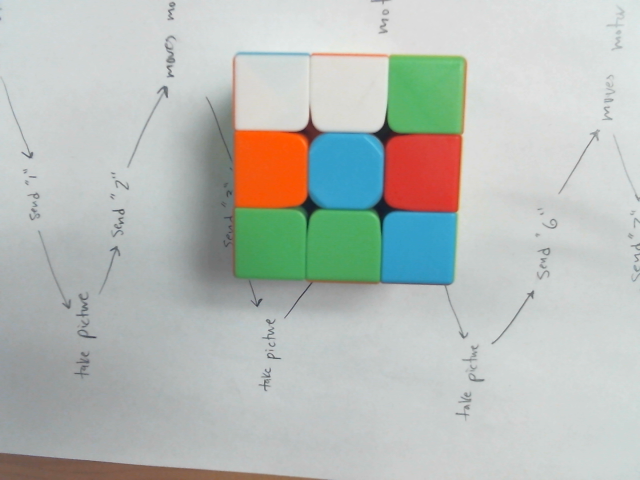 send "1"
take picture
send "2"
moves mo
send "3"
take picture
mot
take picture
send "6"
moves motor
send "7"